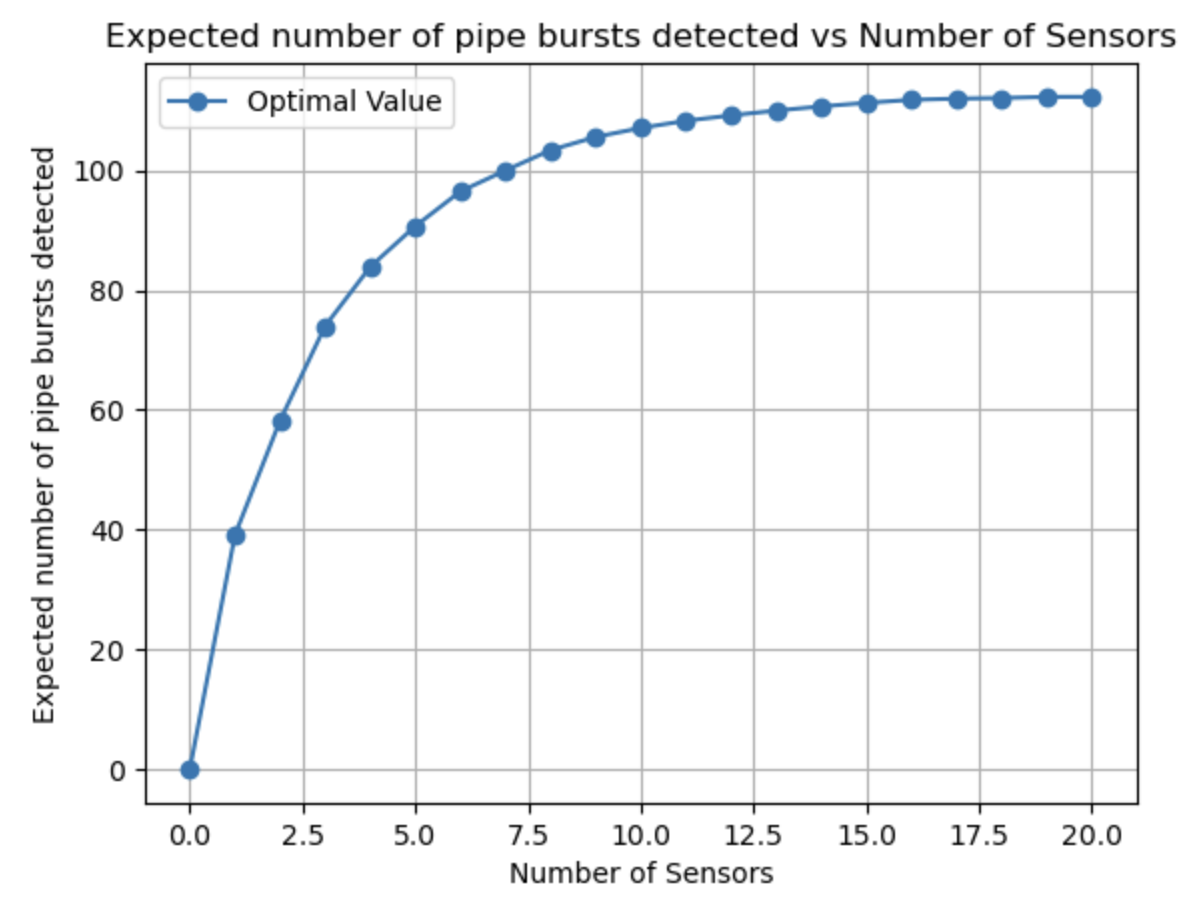 Expected number of pipe bursts detected vs Number of Sensors
Optimal Value
Expected number of pipe bursts detected
100
80
60
40
20
0
0.0 2.5 5.0 7.5 10.0 12.5 15.0 17.5 20.0
Number of Sensors